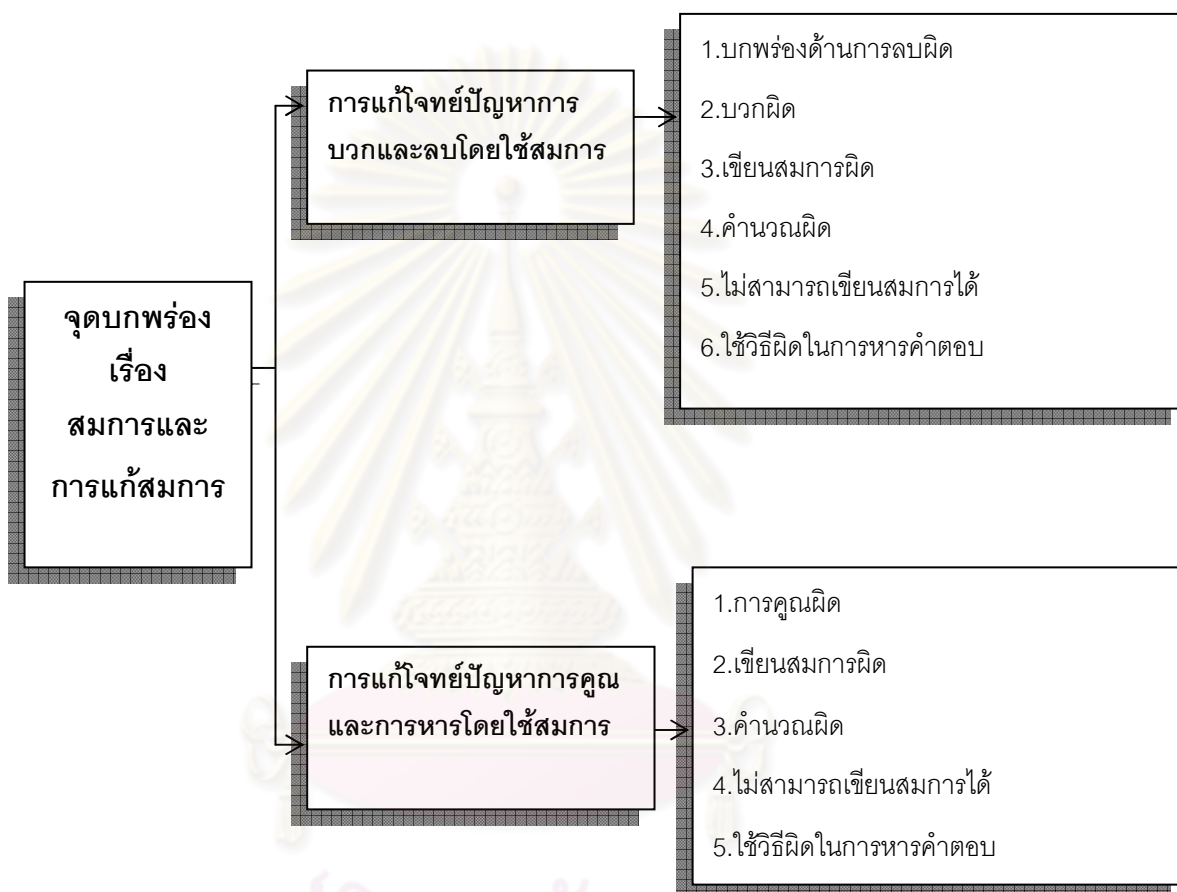 จุดบกพร่อง
เรื่อง
สมการและ
การแก้สมการ
การแก้โจทย์ปัญหาการ
บวกและลบโดยใช้สมการ
1.บกพร่องด้านการลบผิด
2.บวกผิด
3.เขียนสมการผิด
4.คำนวณผิด
5.ไม่สามารถเขียนสมการได้
6.ใช้วิธีผิดในการหารคำตอบ
การแก้โจทย์ปัญหาการคูณ
และการหารโดยใช้สมการ
1.การคูณผิด
2.เขียนสมการผิด
3.คำนวณผิด
4.ไม่สามารถเขียนสมการได้
5.ใช้วิธีผิดในการหารคำตอบ